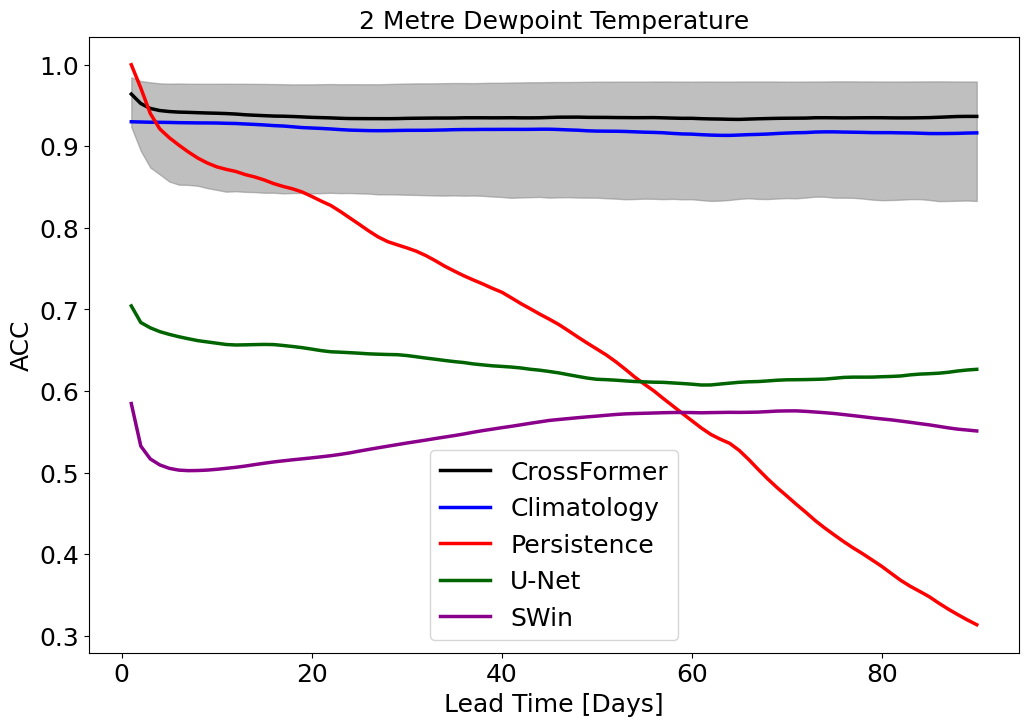 2 Metre Dewpoint Temperature
ACC
1.0
0.9
0.8
0.7
0.6
0.5
0.4
0.3
CrossFormer
Climatology
Persistence
U-Net
SWin
0 20 40 60 80
Lead Time [Days]